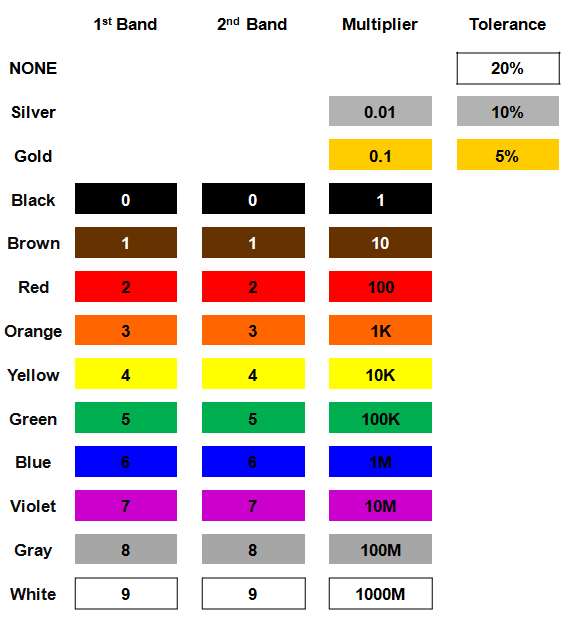 1st Band 2nd Band Multiplier Tolerance
NONE 20%
Silver 0.01 10%
Gold 0.1 5%
Black 0 0 1
Brown 1 1 10
Red 2 2 100
Orange 3 3 1K
Yellow 4 4 10K
Green 5 5 100K
Blue 6 6 1M
Violet 7 7 10M
Gray 8 8 100M
White 9 9 1000M